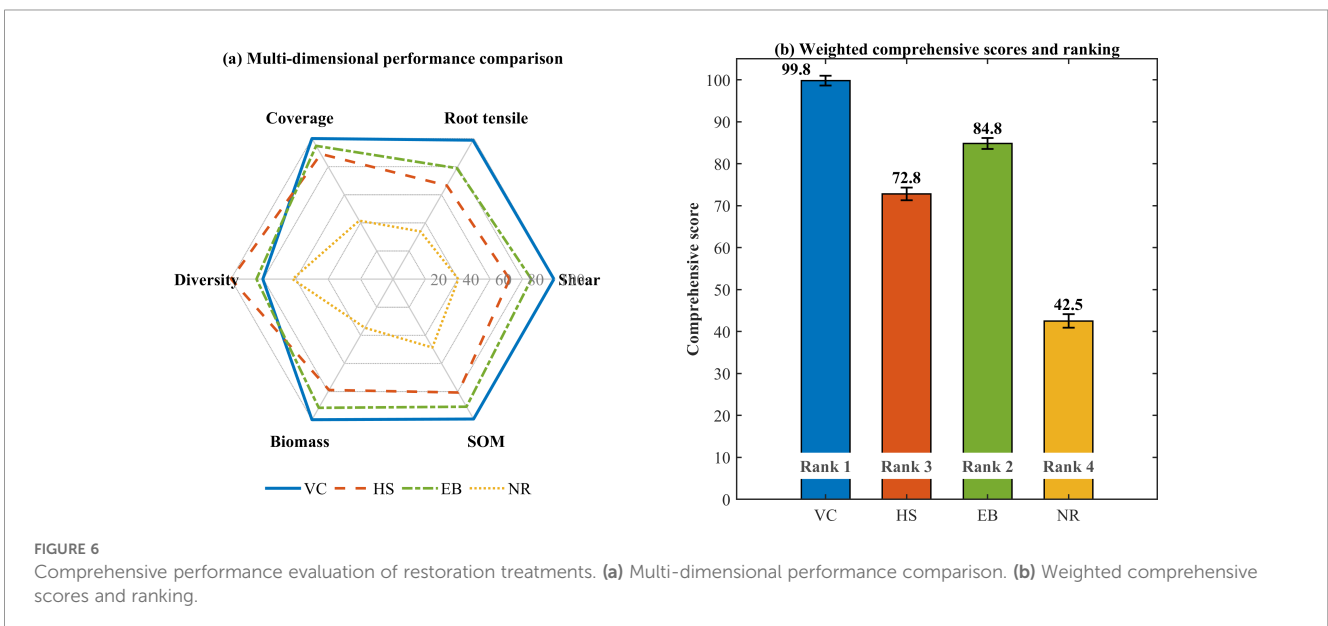 (a) Multi-dimensional performance comparison
Coverage
Root tensile
Diversity
20 40 60 80 100
Shear
Biomass
SOM
VC HS EB NR
(b) Weighted comprehensive scores and ranking
Comprehensive score
100
90
80
70
60
50
40
30
20
10
0
99.8
72.8
84.8
42.5
Rank 1 Rank 3 Rank 2 Rank 4
VC HS EB NR
FIGURE 6
Comprehensive performance evaluation of restoration treatments. (a) Multi-dimensional performance comparison. (b) Weighted comprehensive
scores and ranking.